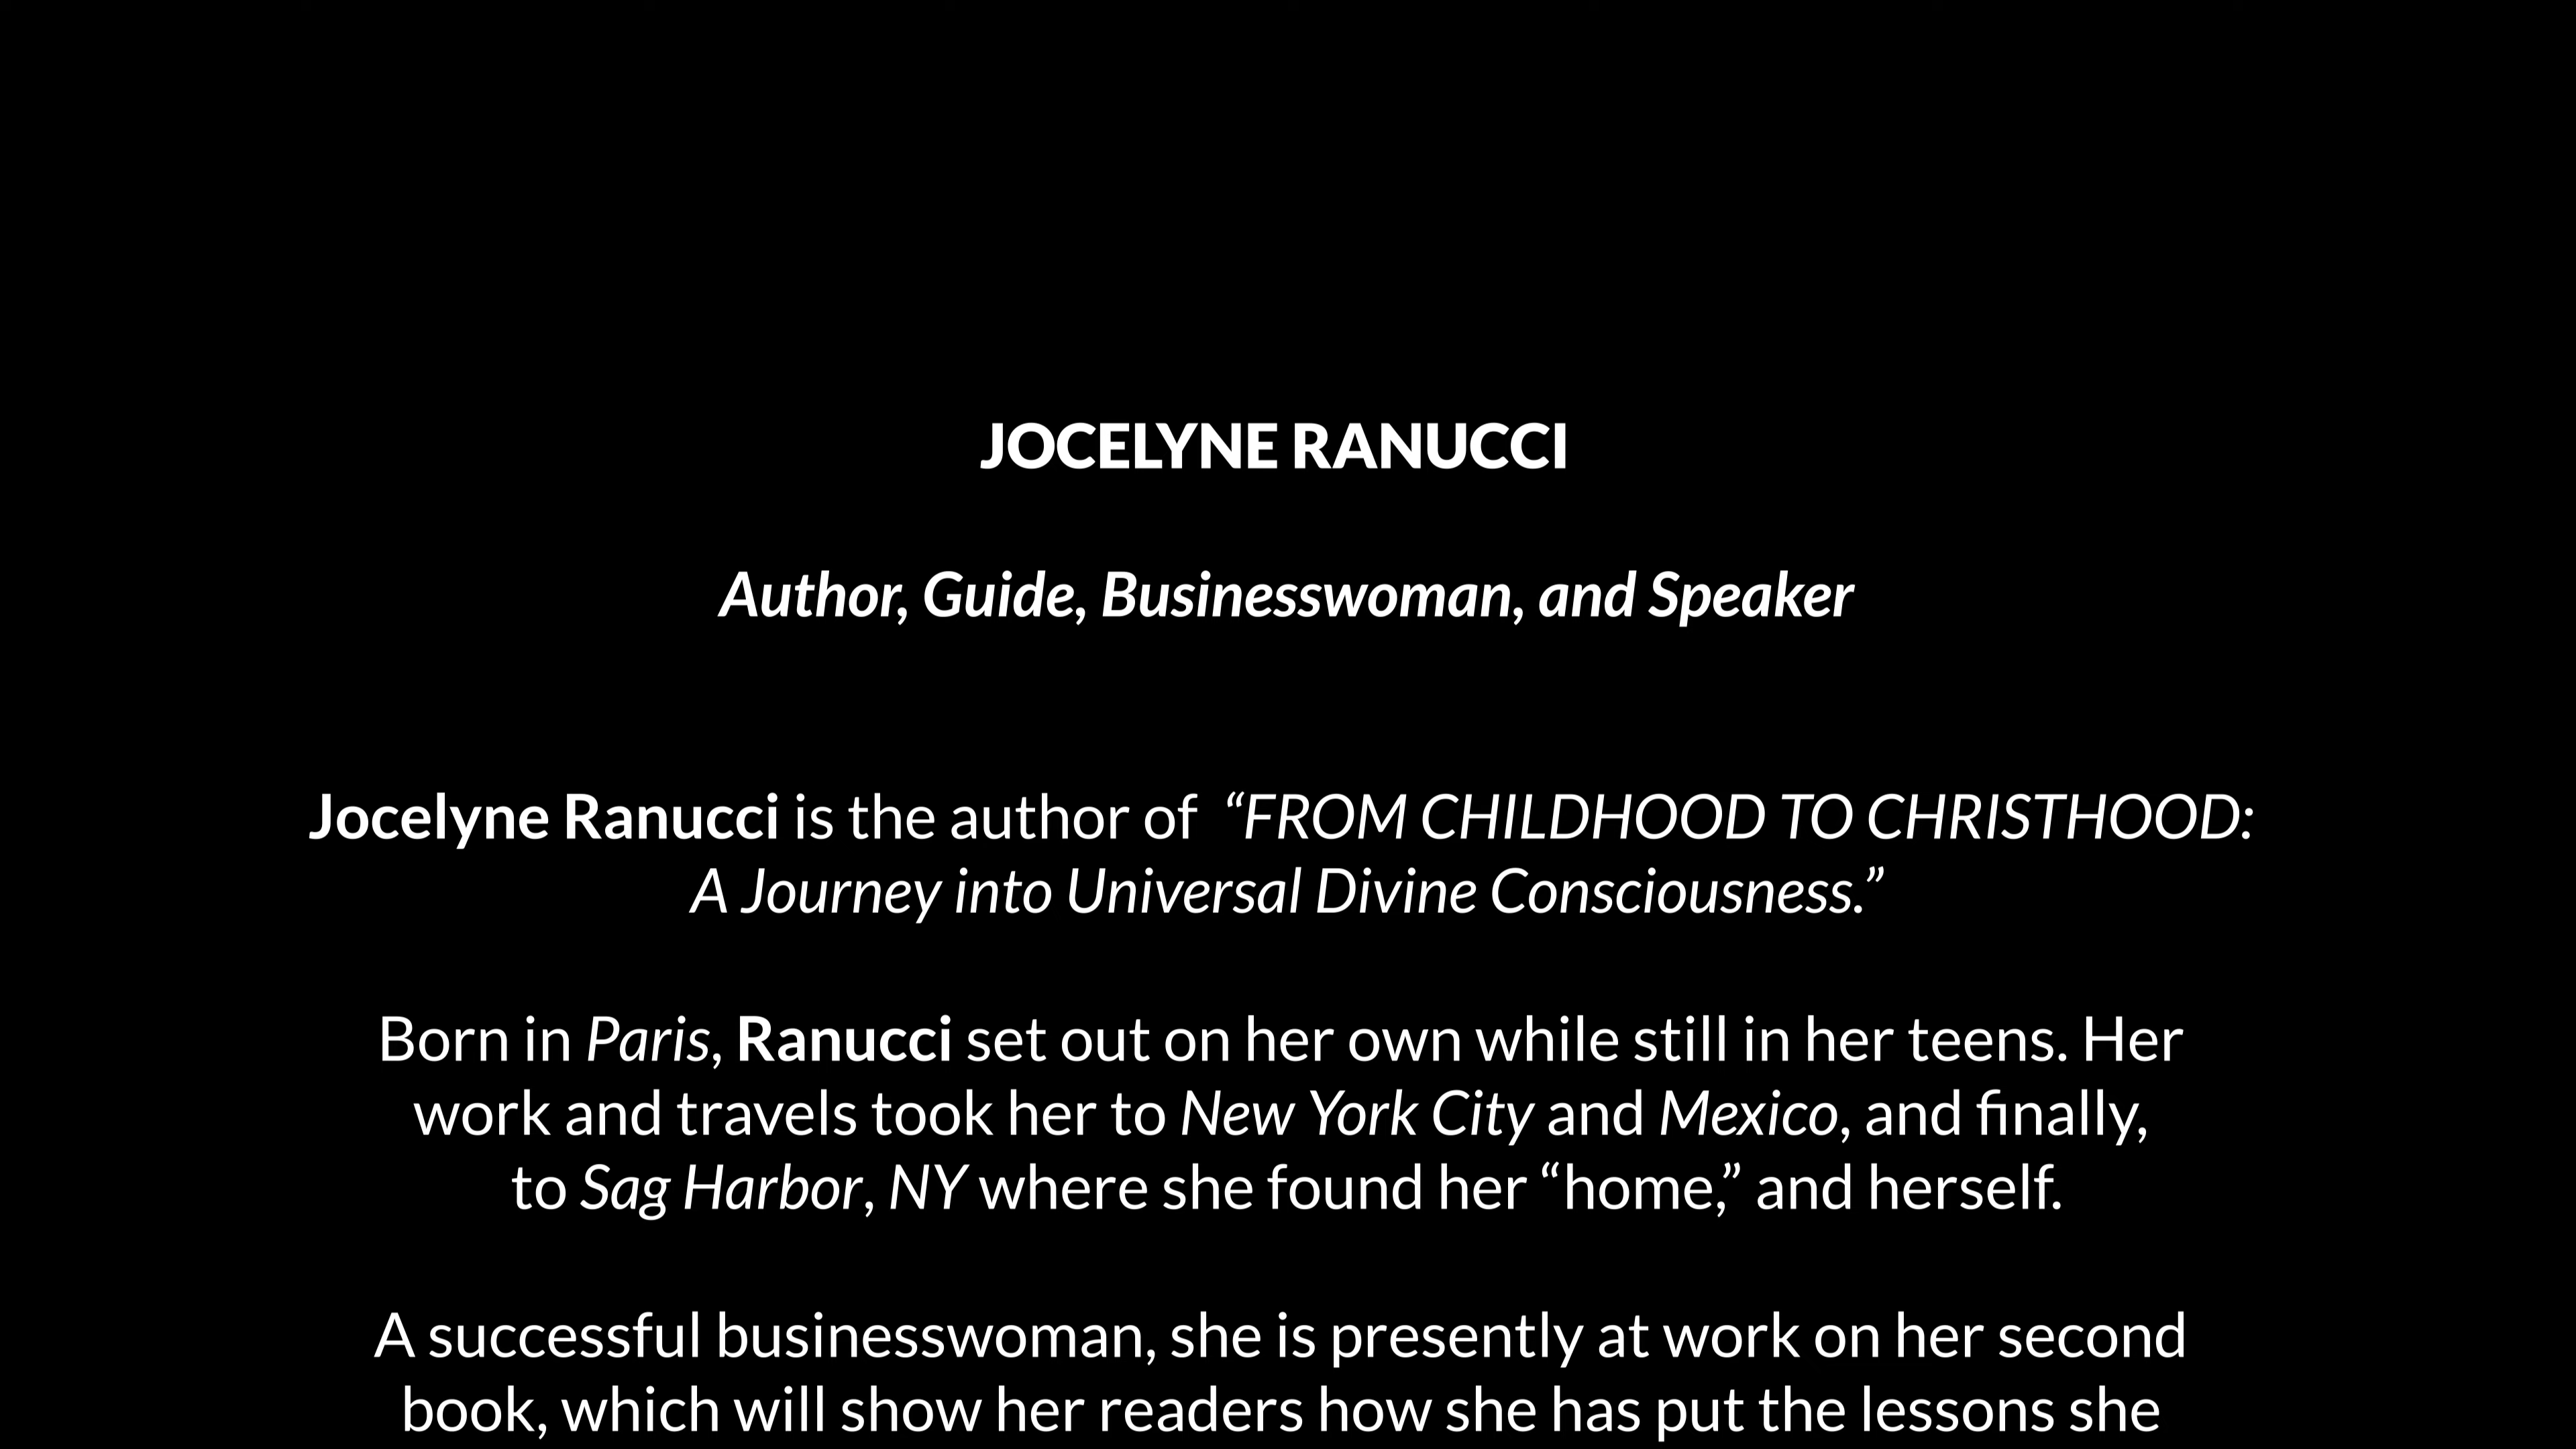 JOCELYNE RANUCCI
Author, Guide, Businesswoman, and Speaker
Jocelyne Ranucci is the author of “FROM CHILDHOOD TO CHRISTHOOD:
A Journey into Universal Divine Consciousness.”
Born in Paris, Ranucci set out on her own while still in her teens. Her
work and travels took her to New York City and Mexico, and finally,
to Sag Harbor, NY where she found her “home,” and herself.
A successful businesswoman, she is presently at work on her second
book, which will show her readers how she has put the lessons she